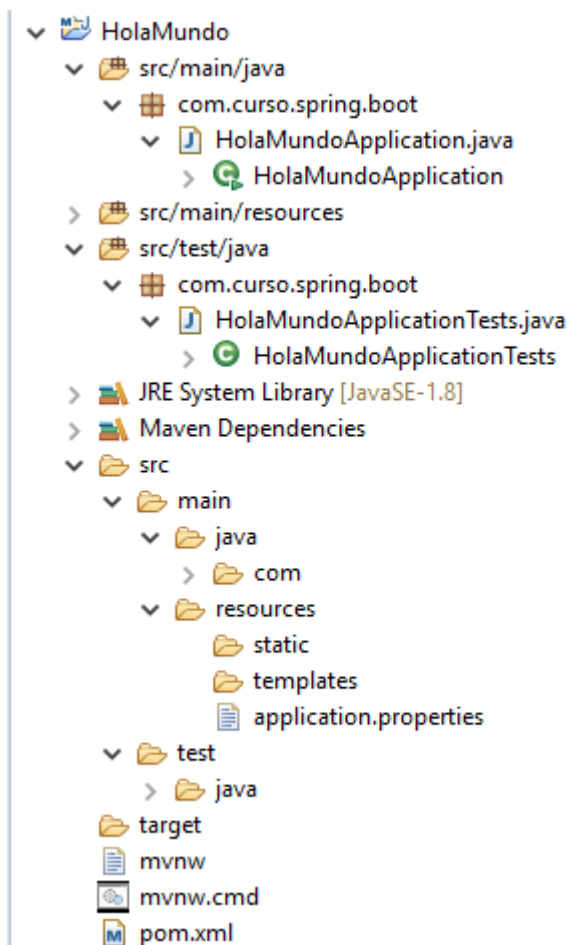 HolaMundo
src/main/java
com.curso.spring.boot
HolaMundoApplication.java
HolaMundoApplication
src/main/resources
src/test/java
com.curso.spring.boot
HolaMundoApplicationTests.java
HolaMundoApplicationTests
JRE System Library [JavaSE-1.8]
Maven Dependencies
src
main
java
com
resources
static
templates
application.properties
test
java
target
mvnw
mvnw.cmd
pom.xml